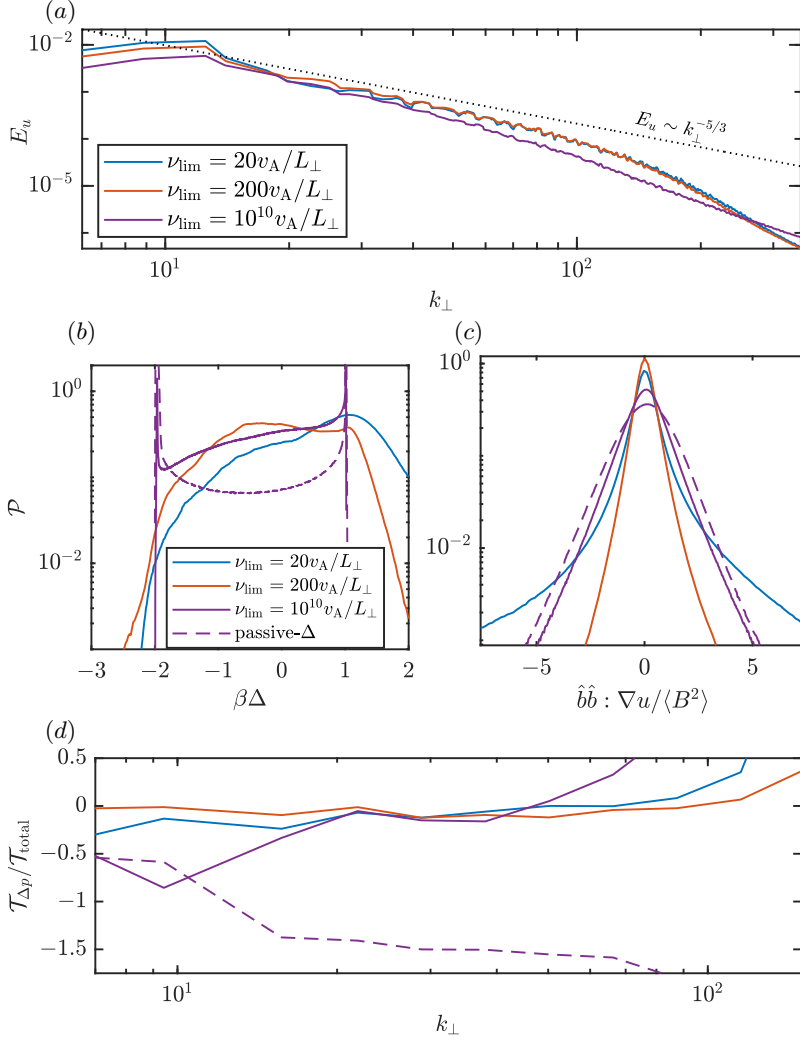 (a)
10^{-2}
10^{-5}
E_u
E_u ∼ k_⊥^{-5/3}
ν_lim = 20v_A/L_⊥
ν_lim = 200v_A/L_⊥
ν_lim = 10^{10}v_A/L_⊥
10^1
10^2
k_⊥
(b)
10^0
10^{-2}
𝒫
ν_lim = 20v_A/L_⊥
ν_lim = 200v_A/L_⊥
ν_lim = 10^{10}v_A/L_⊥
passive-Δ
−3 −2 −1 0 1 2
βΔ
(c)
10^0
10^{-2}
−5 0 5
b̂b̂ : ∇u/⟨B^2⟩
(d)
0.5
0
−0.5
−1
−1.5
𝒯_{Δp}/𝒯_total
10^1
10^2
k_⊥